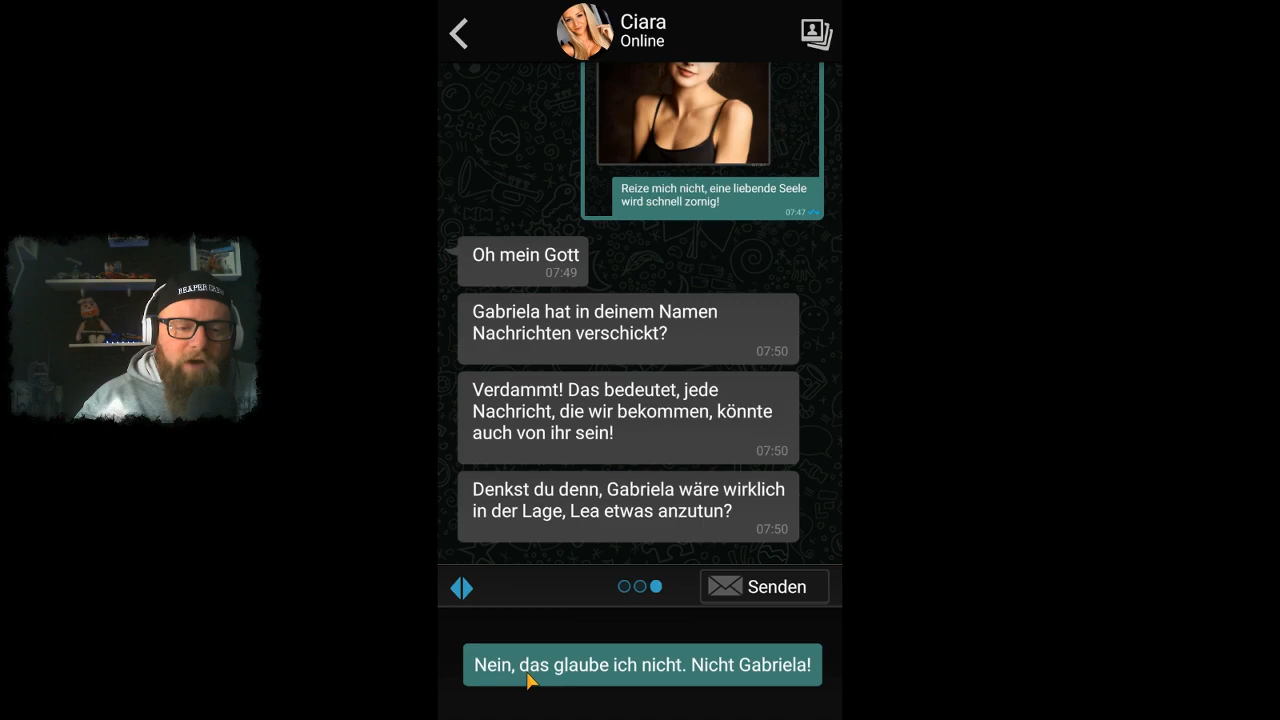 Ciara
Online
Reize mich nicht, eine liebende Seele
wird schnell zornig!
07:47
Oh mein Gott
07:49
Gabriela hat in deinem Namen
Nachrichten verschickt?
07:50
Verdammt! Das bedeutet, jede
Nachricht, die wir bekommen, könnte
auch von ihr sein!
07:50
Denkst du denn, Gabriela wäre wirklich
in der Lage, Lea etwas anzutun?
07:50
Senden
Nein, das glaube ich nicht. Nicht Gabriela!